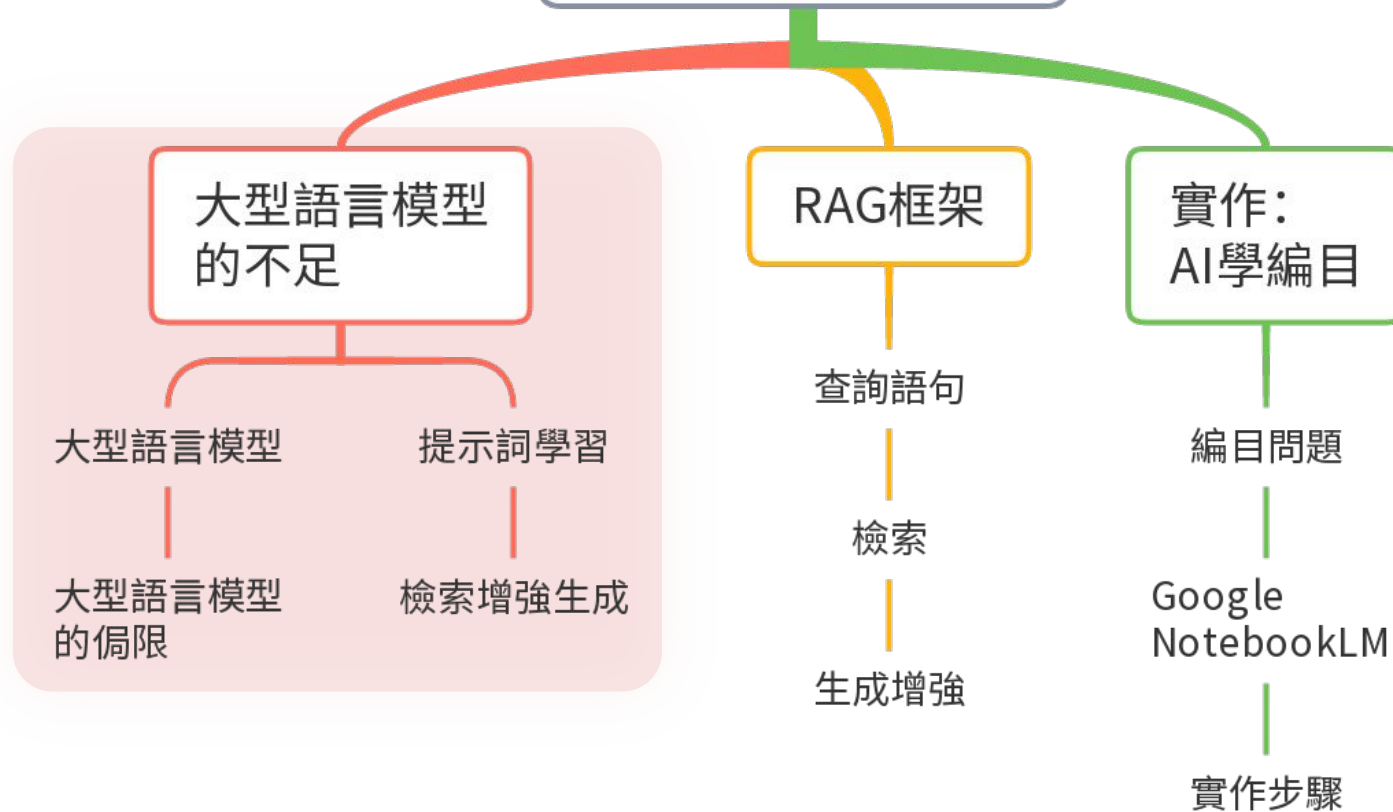 大型語言模型
的不足
大型語言模型
大型語言模型
的侷限
提示詞學習
檢索增強生成
RAG框架
查詢語句
檢索
生成增強
實作：
AI學編目
編目問題
Google
NotebookLM
實作步驟